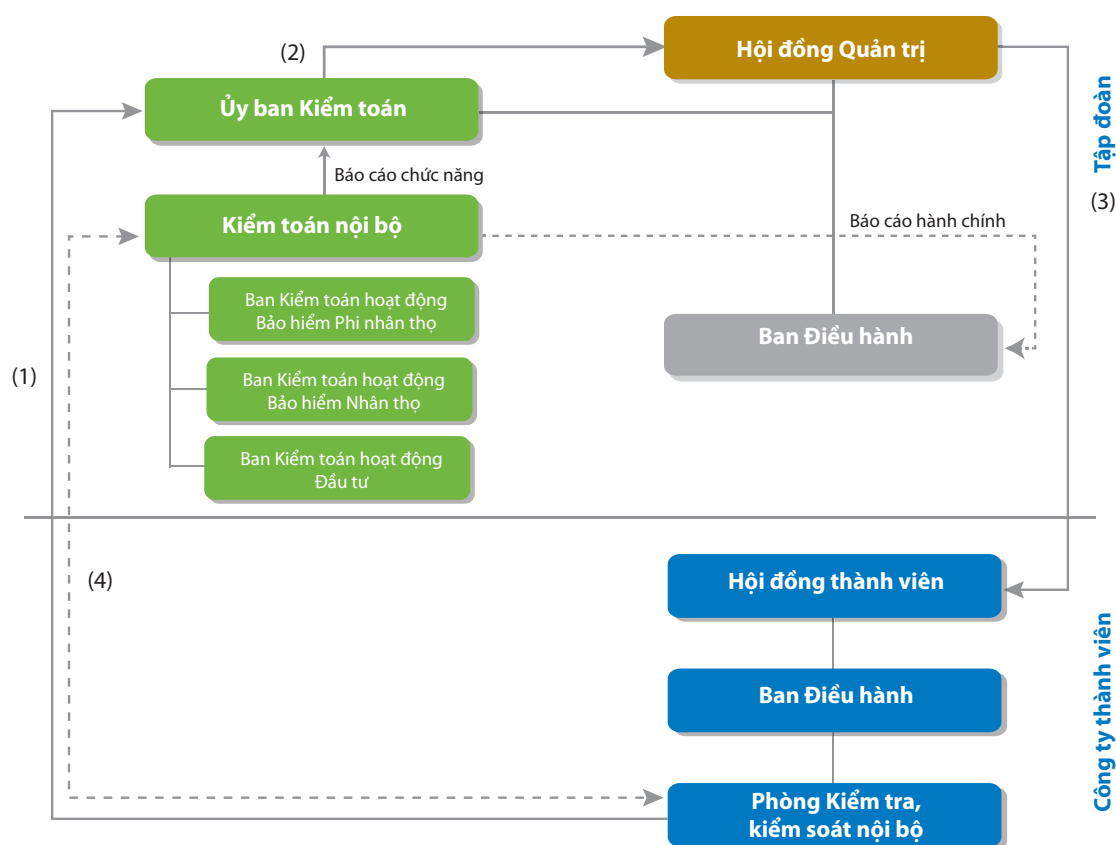 (2)
Hội đồng Quản trị
Ủy ban Kiểm toán
Tập đoàn
Báo cáo chức năng
(3)
Kiểm toán nội bộ
Báo cáo hành chính
Ban Kiểm toán hoạt động
Bảo hiểm Phi nhân thọ
Ban Điều hành
(1)
Ban Kiểm toán hoạt động
Bảo hiểm Nhân thọ
Ban Kiểm toán hoạt động
Đầu tư
(4)
Hội đồng thành viên
Công ty thành viên
Ban Điều hành
Phòng Kiểm tra,
kiểm soát nội bộ